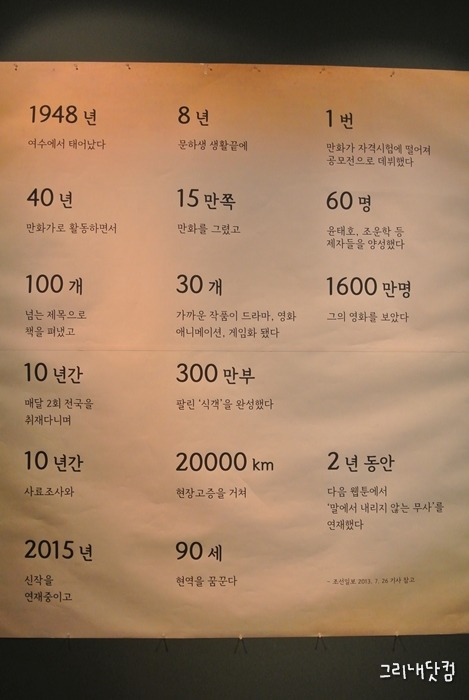 1948 년
여수에서 태어났다
8 년
문하생 생활끝에
1 번
만화가 자격시험에 떨어져
공모전으로 데뷔했다
40 년
만화가로 활동하면서
15 만쪽
만화를 그렸고
60 명
윤태호, 조운학 등
제자들을 양성했다
100 개
넘는 제목으로
책을 펴냈고
30 개
가까운 작품이 드라마, 영화
애니메이션, 게임화 됐다
1600 만명
그의 영화를 보았다
10 년간
매달 2회 전국을
취재다니며
300 만부
팔린 '식객'을 완성했다
10 년간
사료조사와
20000 km
현장고증을 거쳐
2 년 동안
다음 웹툰에서
'말에서 내리지 않는 무사'를
연재했다
2015 년
신작을
연재중이고
90 세
현역을 꿈꾼다
- 조선일보 2013. 7. 26 기사 참고
그리내닷컴